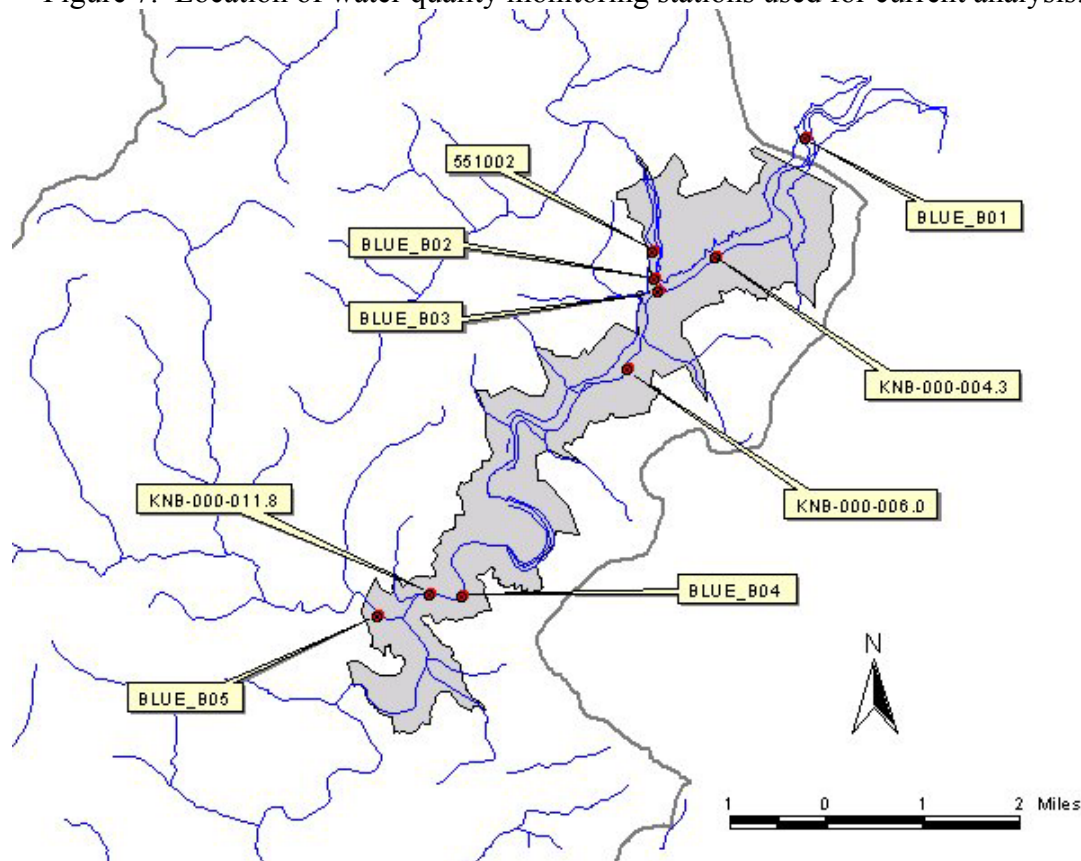 Figure 7. Location of water quality monitoring stations used for current analysis.
551002
BLUE_B01
BLUE_B02
BLUE_B03
KNB-000-004.3
KNB-000-011.8
KNB-000-006.0
BLUE_B04
BLUE_B05
N
1 0 1 2 Miles